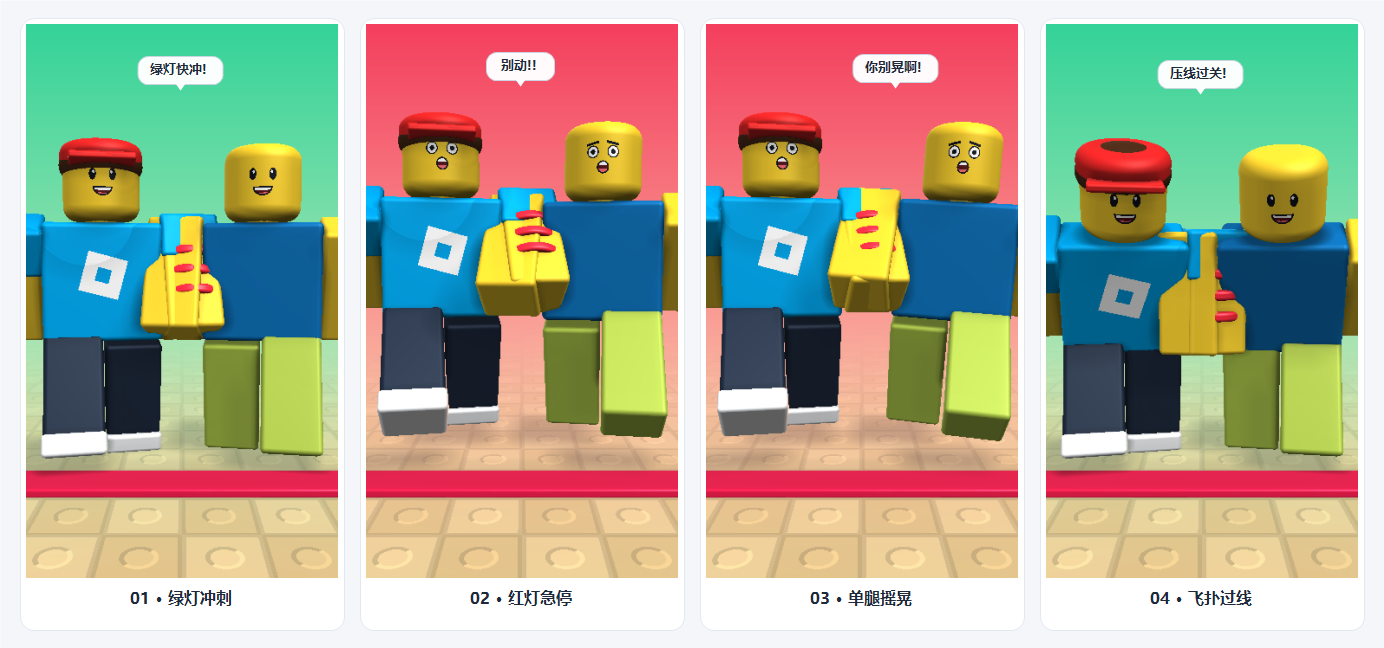 绿灯快冲!
别动!!
你别晃啊!
压线过关!
01 • 绿灯冲刺
02 • 红灯急停
03 • 单腿摇晃
04 • 飞扑过线